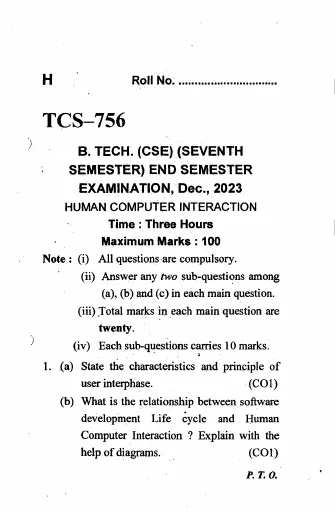 H Roll No. ..............................
TCS–756
B. TECH. (CSE) (SEVENTH
SEMESTER) END SEMESTER
EXAMINATION, Dec., 2023
HUMAN COMPUTER INTERACTION
Time : Three Hours
Maximum Marks : 100
Note : (i) All questions are compulsory.
(ii) Answer any two sub-questions among
(a), (b) and (c) in each main question.
(iii) Total marks in each main question are
twenty.
(iv) Each sub-questions carries 10 marks.
1. (a) State the characteristics and principle of
user interphase. (CO1)
(b) What is the relationship between software
development Life cycle and Human
Computer Interaction ? Explain with the
help of diagrams. (CO1)
P. T. O.